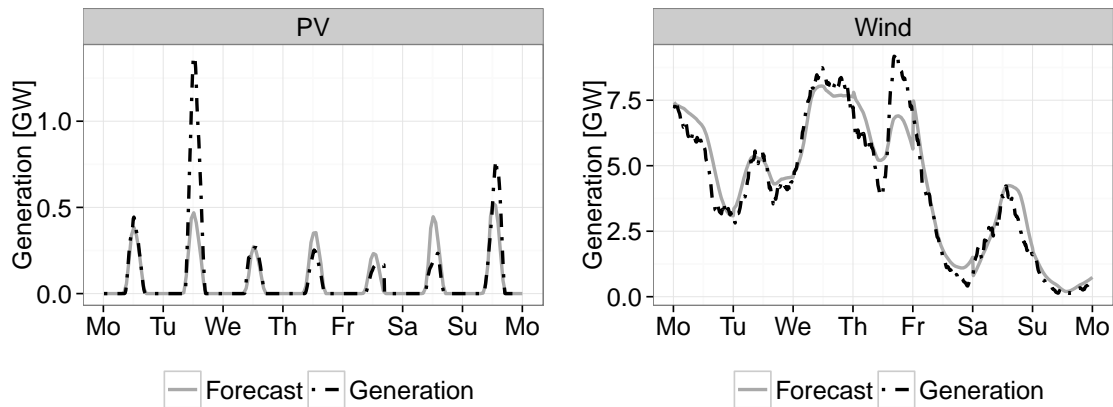 PV
Generation [GW]
1.0
0.5
0.0
Mo Tu We Th Fr Sa Su Mo
Forecast Generation
Wind
Generation [GW]
7.5
5.0
2.5
0.0
Mo Tu We Th Fr Sa Su Mo
Forecast Generation